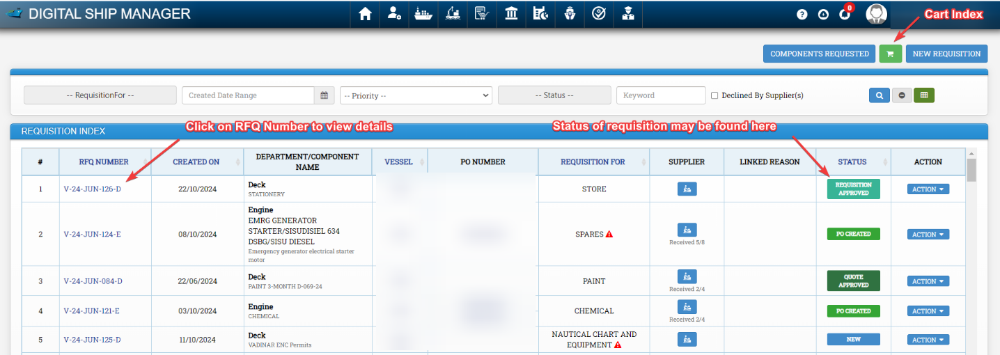 DIGITAL SHIP MANAGER
0
Cart Index
COMPONENTS REQUESTED
NEW REQUISITION
-- RequisitionFor --
Created Date Range
-- Priority --
-- Status --
Keyword
Declined By Supplier(s)
REQUISITION INDEX
Click on RFQ Number to view details
Status of requisition may be found here
# RFQ NUMBER CREATED ON DEPARTMENT/COMPONENT NAME VESSEL PO NUMBER REQUISITION FOR SUPPLIER LINKED REASON STATUS ACTION
1 V-24-JUN-126-D 22/10/2024 Deck STORE REQUISITION APPROVED ACTION
STATIONERY
2 V-24-JUN-124-E 08/10/2024 Engine SPARES PO CREATED ACTION
EMRG GENERATOR
STARTER/SISUDISIEL 634
DSBG/SISU DIESEL
Emergency generator electrical starter
motor
Received 5/8
3 V-24-JUN-084-D 22/06/2024 Deck PAINT QUOTE APPROVED ACTION
PAINT 3-MONTH D-069-24
Received 2/4
4 V-24-JUN-121-E 03/10/2024 Engine CHEMICAL PO CREATED ACTION
CHEMICAL
Received 2/4
5 V-24-JUN-125-D 11/10/2024 Deck NAUTICAL CHART AND EQUIPMENT NEW ACTION
VADINAR ENC Permits